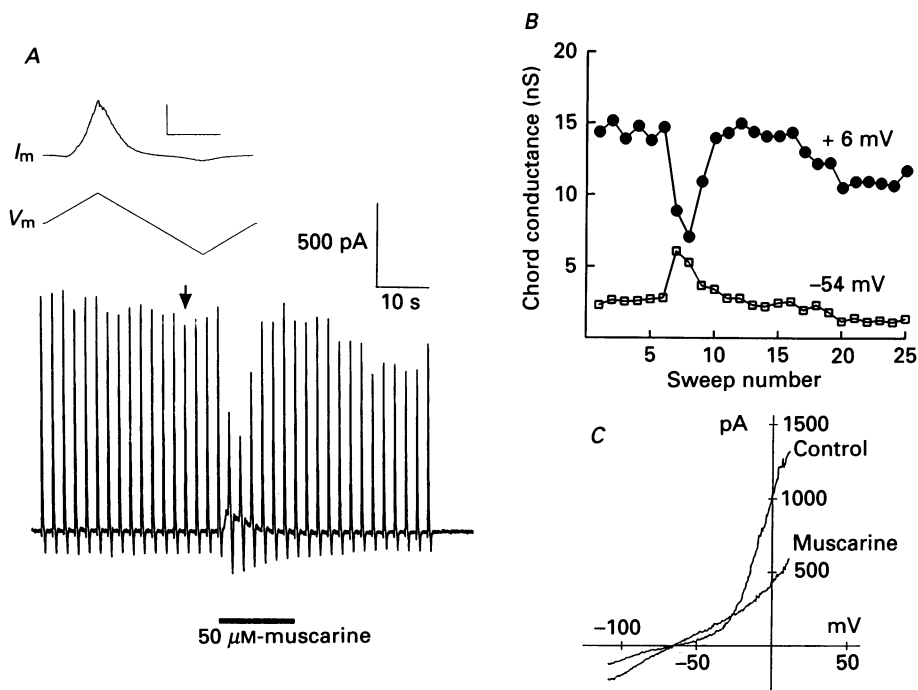 A
Im
Vm
500 pA
10 s
50 μM-muscarine
B
Chord conductance (nS)
20
15
10
5
+ 6 mV
−54 mV
5 10 15 20 25
Sweep number
C
pA
1500
Control
1000
Muscarine
500
−100
mV
−50
50